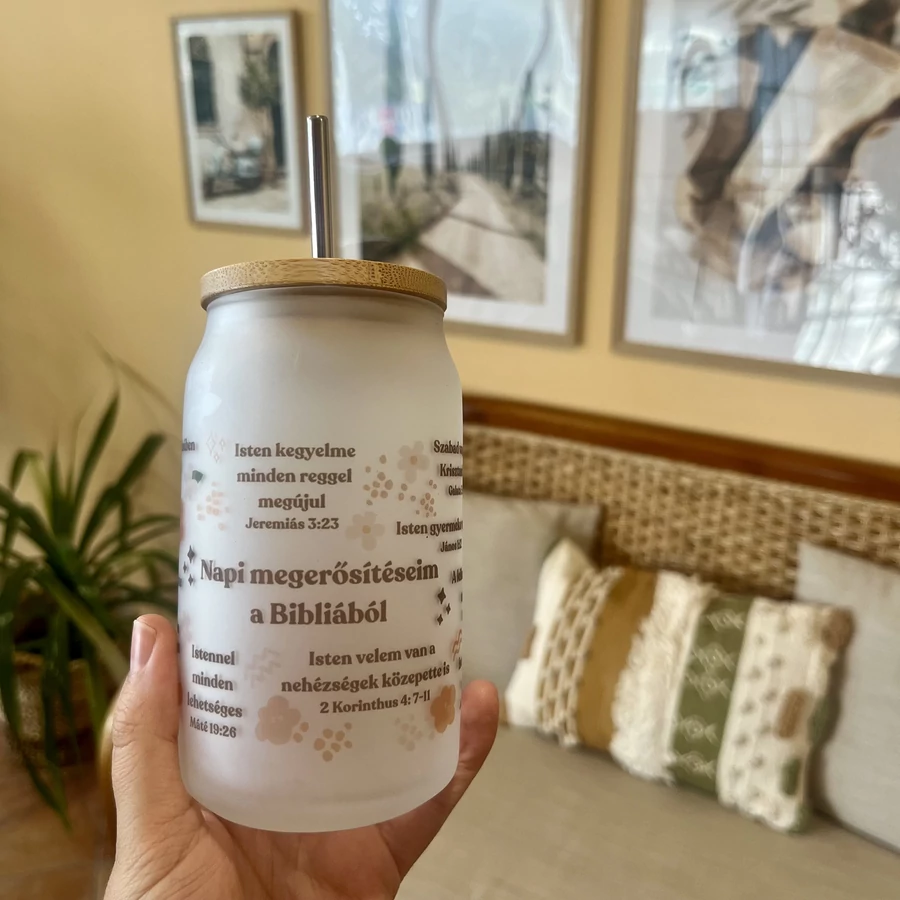 Isten kegyelme
minden reggel
megújul
Jeremiás 3:23
Isten
Napi megerősítéseim
a Bibliából
Istennel
minden
lehetséges
Máté 19:26
Isten velem van a
nehézségek közepette is
2 Korinthus 4:7-11